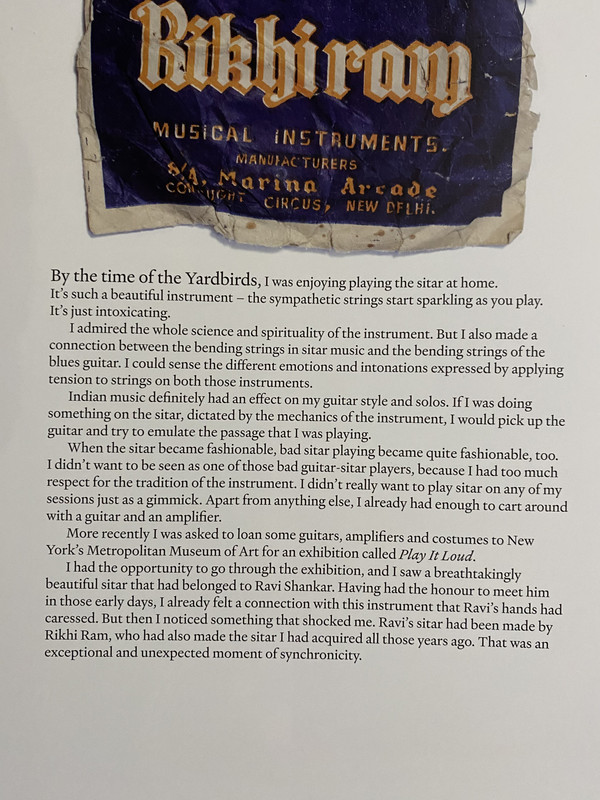 Rikhi ram
MUSICAL INSTRUMENTS.
MANUFACTURERS
8/A, Marina Arcade
CONNAUGHT CIRCUS, NEW DELHI.
By the time of the Yardbirds, I was enjoying playing the sitar at home.
It’s such a beautiful instrument – the sympathetic strings start sparkling as you play.
It’s just intoxicating.
I admired the whole science and spirituality of the instrument. But I also made a
connection between the bending strings in sitar music and the bending strings of the
blues guitar. I could sense the different emotions and intonations expressed by applying
tension to strings on both those instruments.
Indian music definitely had an effect on my guitar style and solos. If I was doing
something on the sitar, dictated by the mechanics of the instrument, I would pick up the
guitar and try to emulate the passage that I was playing.
When the sitar became fashionable, bad sitar playing became quite fashionable, too.
I didn’t want to be seen as one of those bad guitar-sitar players, because I had too much
respect for the tradition of the instrument. I didn’t really want to play sitar on any of my
sessions just as a gimmick. Apart from anything else, I already had enough to cart around
with a guitar and an amplifier.
More recently I was asked to loan some guitars, amplifiers and costumes to New
York’s Metropolitan Museum of Art for an exhibition called Play It Loud.
I had the opportunity to go through the exhibition, and I saw a breathtakingly
beautiful sitar that had belonged to Ravi Shankar. Having had the honour to meet him
in those early days, I already felt a connection with this instrument that Ravi’s hands had
caressed. But then I noticed something that shocked me. Ravi’s sitar had been made by
Rikhi Ram, who had also made the sitar I had acquired all those years ago. That was an
exceptional and unexpected moment of synchronicity.